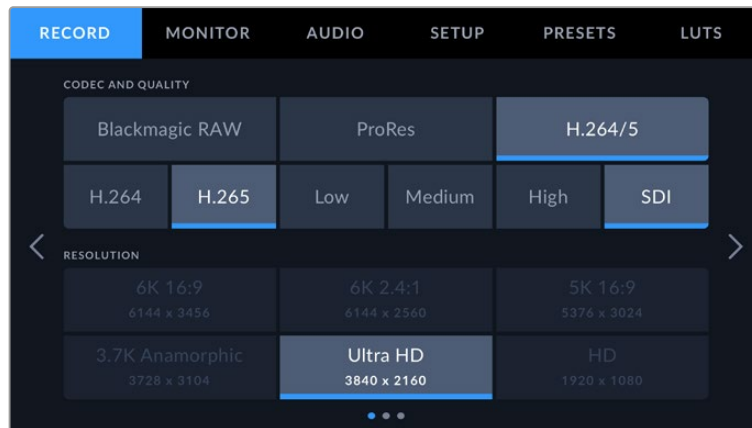 RECORD MONITOR AUDIO SETUP PRESETS LUTS
CODEC AND QUALITY
Blackmagic RAW ProRes H.264/5
H.264 H.265 Low Medium High SDI
RESOLUTION
6K 16:9 6K 2.4:1 5K 16:9
6144 x 3456 6144 x 2560 5376 x 3024
3.7K Anamorphic Ultra HD HD
3728 x 3104 3840 x 2160 1920 x 1080